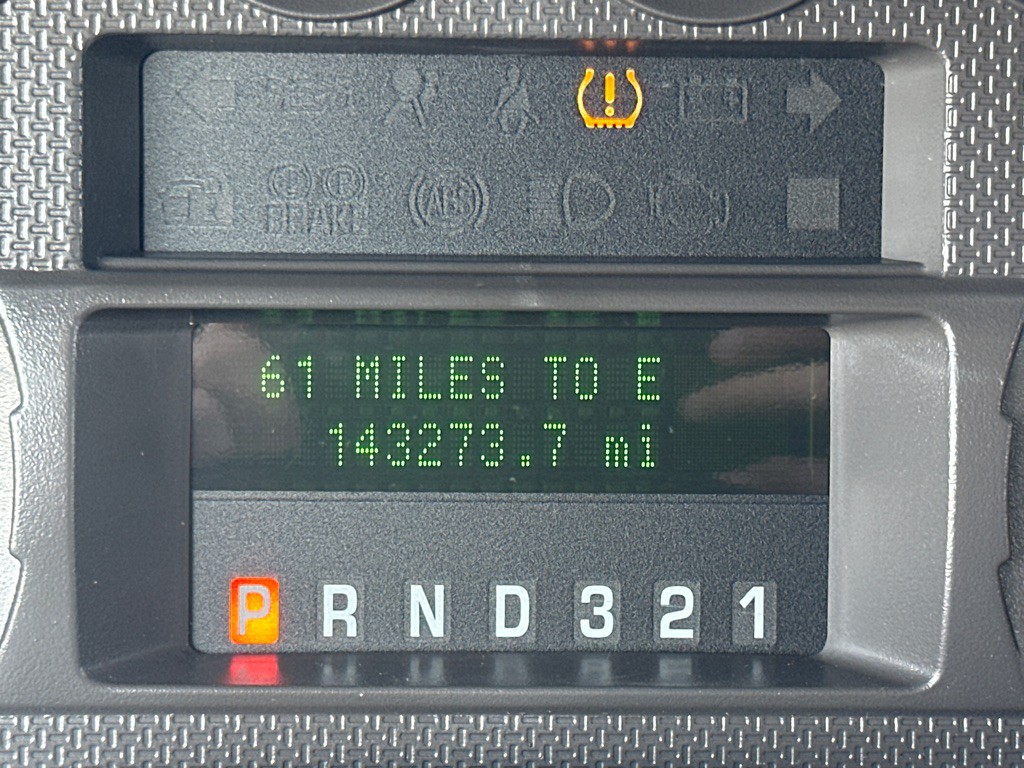 BRAKE
ABS
61 MILES TO E
143273.7 mi
P R N D 3 2 1